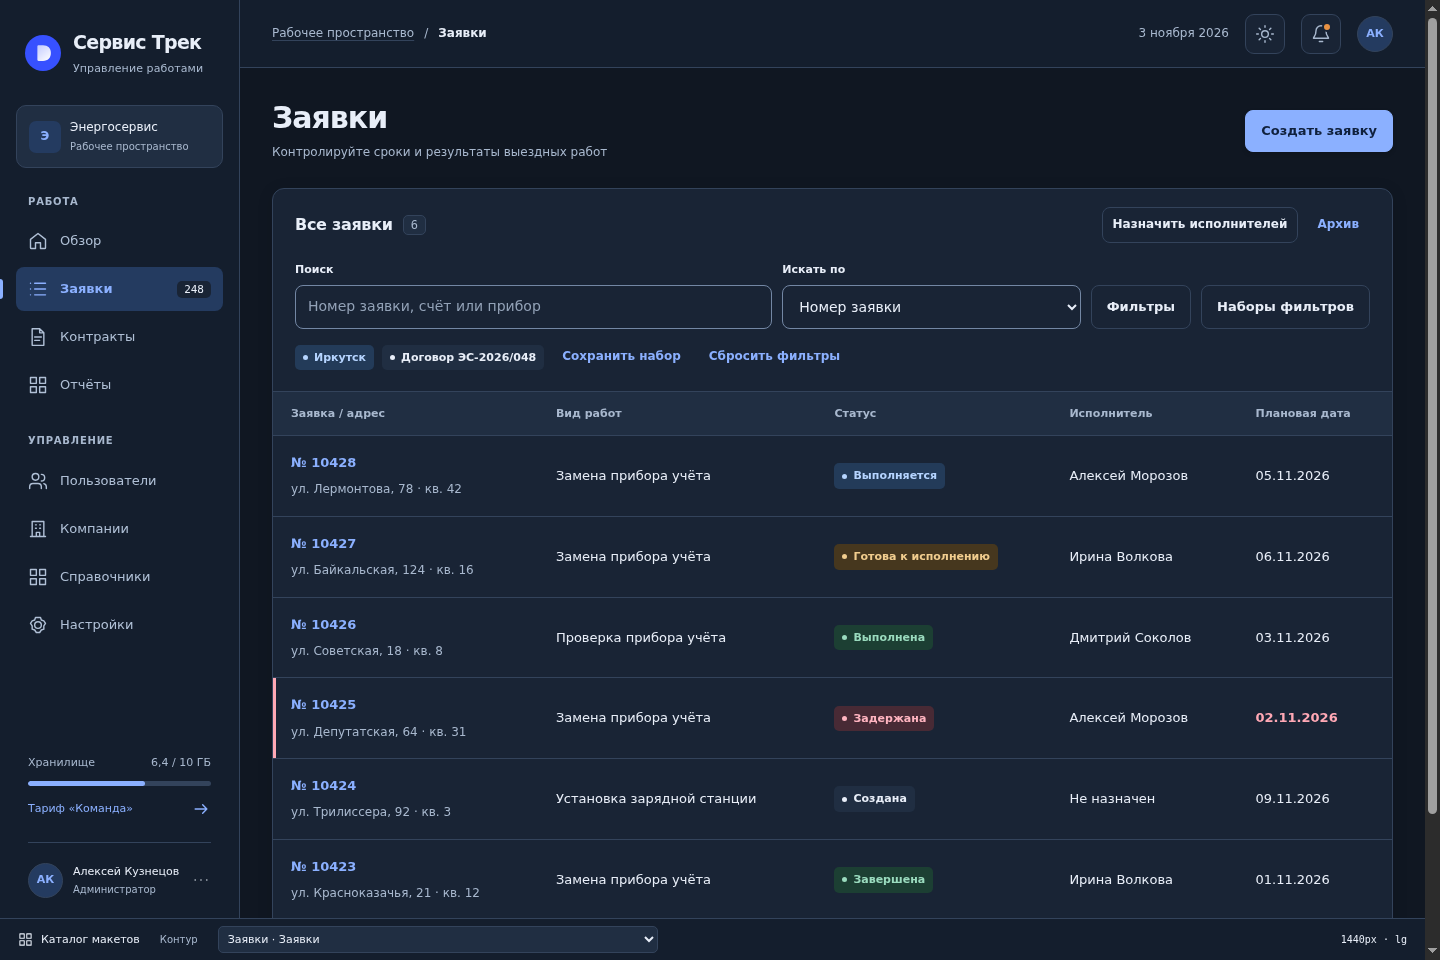 Сервис Трек
Управление работами
Э
Энергосервис
Рабочее пространство
РАБОТА
Обзор
Заявки 248
Контракты
Отчёты
УПРАВЛЕНИЕ
Пользователи
Компании
Справочники
Настройки
Хранилище 6,4 / 10 ГБ
Тариф «Команда»
АК
Алексей Кузнецов
Администратор
Рабочее пространство / Заявки
3 ноября 2026
АК
Заявки
Контролируйте сроки и результаты выездных работ
Создать заявку
Все заявки 6
Назначить исполнителей Архив
Поиск Искать по
Номер заявки, счёт или прибор Номер заявки Фильтры Наборы фильтров
Иркутск Договор ЭС-2026/048 Сохранить набор Сбросить фильтры
Заявка / адрес Вид работ Статус Исполнитель Плановая дата
№ 10428
ул. Лермонтова, 78 · кв. 42
Замена прибора учёта Выполняется Алексей Морозов 05.11.2026
№ 10427
ул. Байкальская, 124 · кв. 16
Замена прибора учёта Готова к исполнению Ирина Волкова 06.11.2026
№ 10426
ул. Советская, 18 · кв. 8
Проверка прибора учёта Выполнена Дмитрий Соколов 03.11.2026
№ 10425
ул. Депутатская, 64 · кв. 31
Замена прибора учёта Задержана Алексей Морозов 02.11.2026
№ 10424
ул. Трилиссера, 92 · кв. 3
Установка зарядной станции Создана Не назначен 09.11.2026
№ 10423
ул. Красноказачья, 21 · кв. 12
Замена прибора учёта Завершена Ирина Волкова 01.11.2026
Каталог макетов Контур Заявки · Заявки 1440px · lg